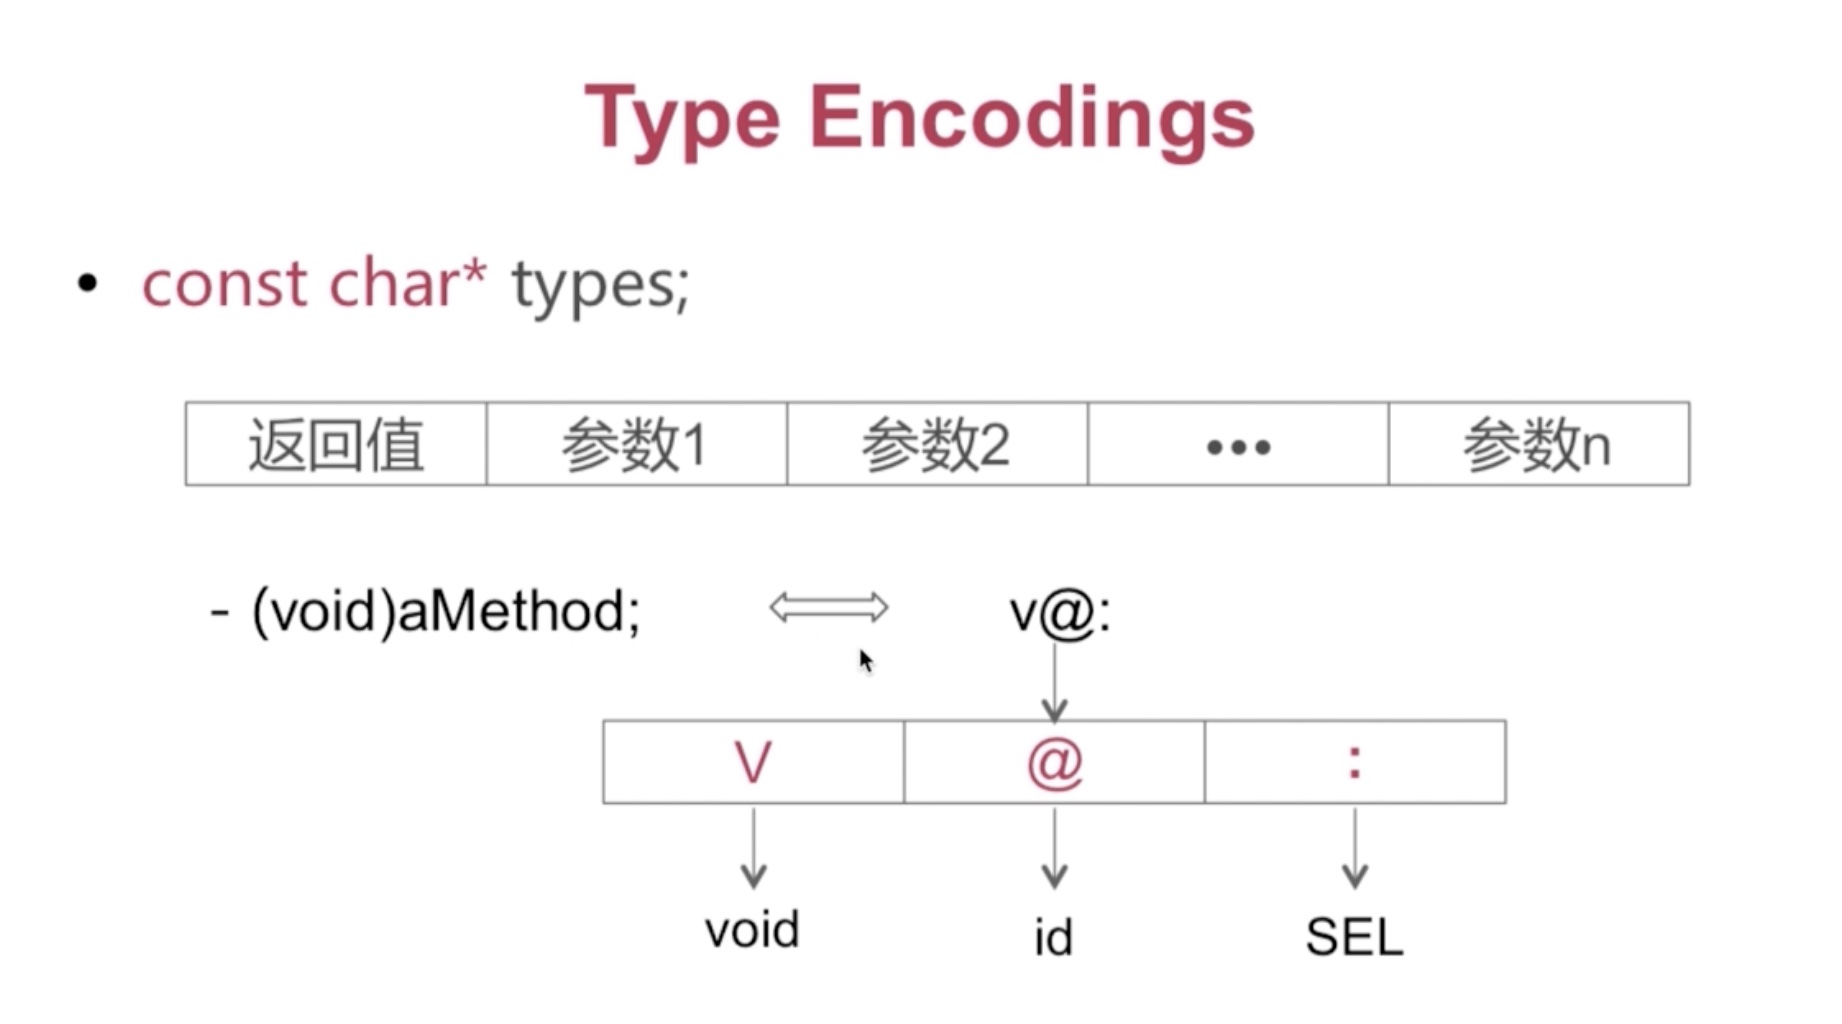 Type Encodings
• const char* types;
返回值 参数1 参数2 ••• 参数n
- (void)aMethod; v@:
V @ :
void id SEL